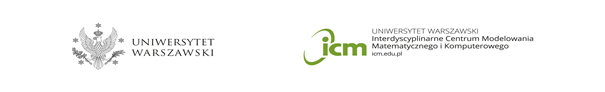 UNIWERSYTET
WARSZAWSKI
icm
UNIWERSYTET WARSZAWSKI
Interdyscyplinarne Centrum Modelowania
Matematycznego i Komputerowego
icm.edu.pl